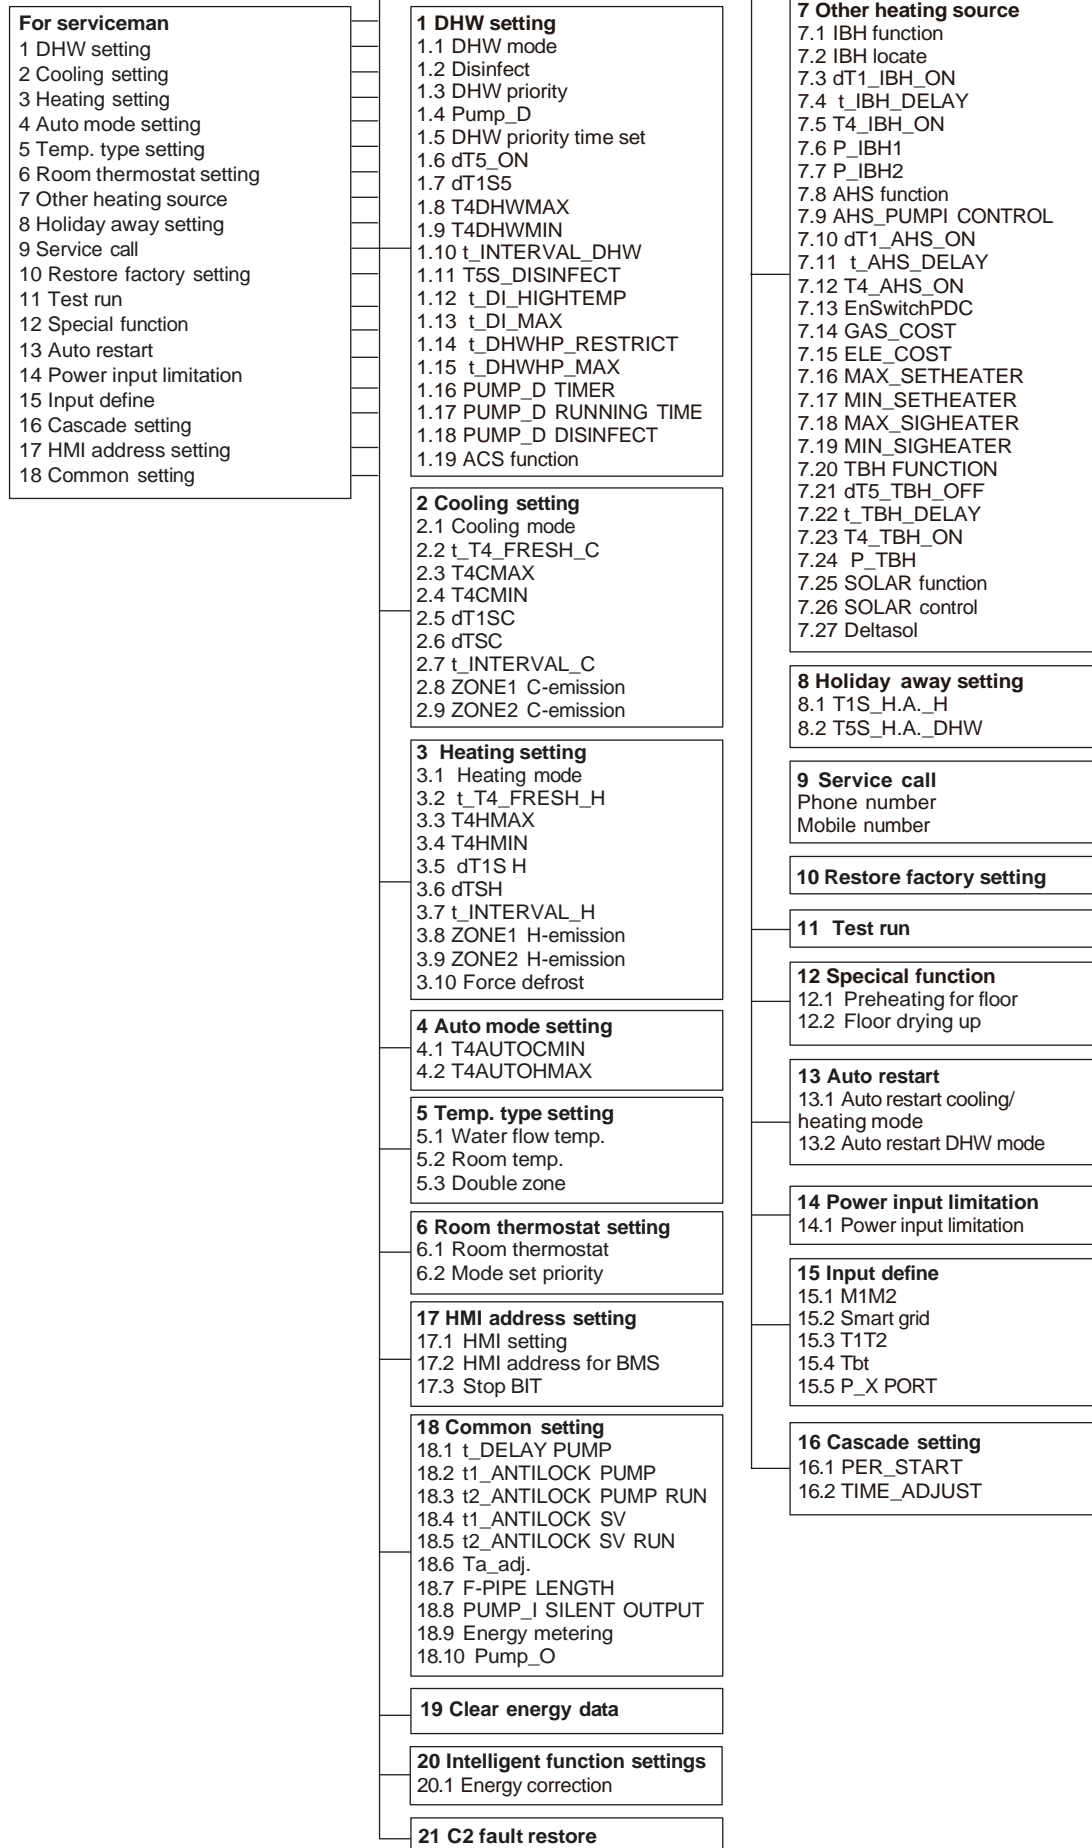 For serviceman
1 DHW setting
2 Cooling setting
3 Heating setting
4 Auto mode setting
5 Temp. type setting
6 Room thermostat setting
7 Other heating source
8 Holiday away setting
9 Service call
10 Restore factory setting
11 Test run
12 Special function
13 Auto restart
14 Power input limitation
15 Input define
16 Cascade setting
17 HMI address setting
18 Common setting
1 DHW setting
1.1 DHW mode
1.2 Disinfect
1.3 DHW priority
1.4 Pump_D
1.5 DHW priority time set
1.6 dT5_ON
1.7 dT1S5
1.8 T4DHWMAX
1.9 T4DHWMIN
1.10 t_INTERVAL_DHW
1.11 T5S_DISINFECT
1.12 t_DI_HIGHTEMP
1.13 t_DI_MAX
1.14 t_DHWHP_RESTRICT
1.15 t_DHWHP_MAX
1.16 PUMP_D TIMER
1.17 PUMP_D RUNNING TIME
1.18 PUMP_D DISINFECT
1.19 ACS function
2 Cooling setting
2.1 Cooling mode
2.2 t_T4_FRESH_C
2.3 T4CMAX
2.4 T4CMIN
2.5 dT1SC
2.6 dTSC
2.7 t_INTERVAL_C
2.8 ZONE1 C-emission
2.9 ZONE2 C-emission
3 Heating setting
3.1 Heating mode
3.2 t_T4_FRESH_H
3.3 T4HMAX
3.4 T4HMIN
3.5 dT1S H
3.6 dTSH
3.7 t_INTERVAL_H
3.8 ZONE1 H-emission
3.9 ZONE2 H-emission
3.10 Force defrost
4 Auto mode setting
4.1 T4AUTOCMIN
4.2 T4AUTOHMAX
5 Temp. type setting
5.1 Water flow temp.
5.2 Room temp.
5.3 Double zone
6 Room thermostat setting
6.1 Room thermostat
6.2 Mode set priority
17 HMI address setting
17.1 HMI setting
17.2 HMI address for BMS
17.3 Stop BIT
18 Common setting
18.1 t_DELAY PUMP
18.2 t1_ANTILOCK PUMP
18.3 t2_ANTILOCK PUMP RUN
18.4 t1_ANTILOCK SV
18.5 t2_ANTILOCK SV RUN
18.6 Ta_adj.
18.7 F-PIPE LENGTH
18.8 PUMP_I SILENT OUTPUT
18.9 Energy metering
18.10 Pump_O
19 Clear energy data
20 Intelligent function settings
20.1 Energy correction
21 C2 fault restore
7 Other heating source
7.1 IBH function
7.2 IBH locate
7.3 dT1_IBH_ON
7.4 t_IBH_DELAY
7.5 T4_IBH_ON
7.6 P_IBH1
7.7 P_IBH2
7.8 AHS function
7.9 AHS_PUMPI CONTROL
7.10 dT1_AHS_ON
7.11 t_AHS_DELAY
7.12 T4_AHS_ON
7.13 EnSwitchPDC
7.14 GAS_COST
7.15 ELE_COST
7.16 MAX_SETHEATER
7.17 MIN_SETHEATER
7.18 MAX_SIGHEATER
7.19 MIN_SIGHEATER
7.20 TBH FUNCTION
7.21 dT5_TBH_OFF
7.22 t_TBH_DELAY
7.23 T4_TBH_ON
7.24 P_TBH
7.25 SOLAR function
7.26 SOLAR control
7.27 Deltasol
8 Holiday away setting
8.1 T1S_H.A._H
8.2 T5S_H.A._DHW
9 Service call
Phone number
Mobile number
10 Restore factory setting
11 Test run
12 Specical function
12.1 Preheating for floor
12.2 Floor drying up
13 Auto restart
13.1 Auto restart cooling/
heating mode
13.2 Auto restart DHW mode
14 Power input limitation
14.1 Power input limitation
15 Input define
15.1 M1M2
15.2 Smart grid
15.3 T1T2
15.4 Tbt
15.5 P_X PORT
16 Cascade setting
16.1 PER_START
16.2 TIME_ADJUST